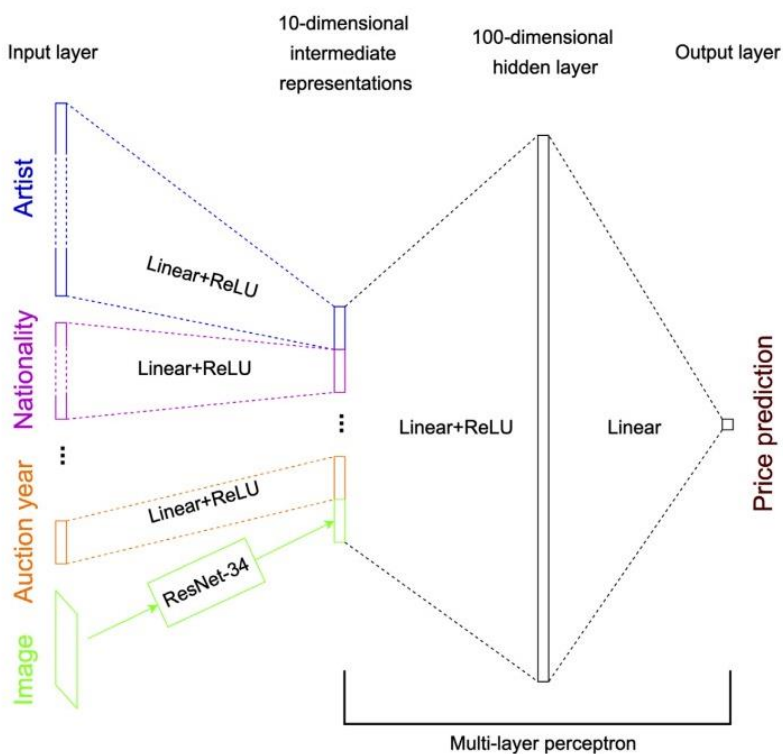 Input layer
10-dimensional
intermediate
representations
100-dimensional
hidden layer
Output layer
Artist
Linear+ReLU
Nationality
Linear+ReLU
...
...
Linear+ReLU
Linear
Price prediction
Auction year
Linear+ReLU
Image
ResNet-34
Multi-layer perceptron